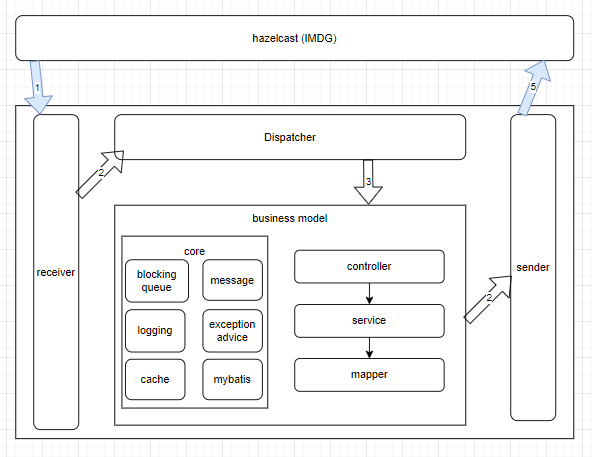 hazelcast (IMDG)
1
5
Dispatcher
2
3
business model
core
receiver
blocking
queue
message
controller
sender
2
logging
exception
advice
service
cache
mybatis
mapper